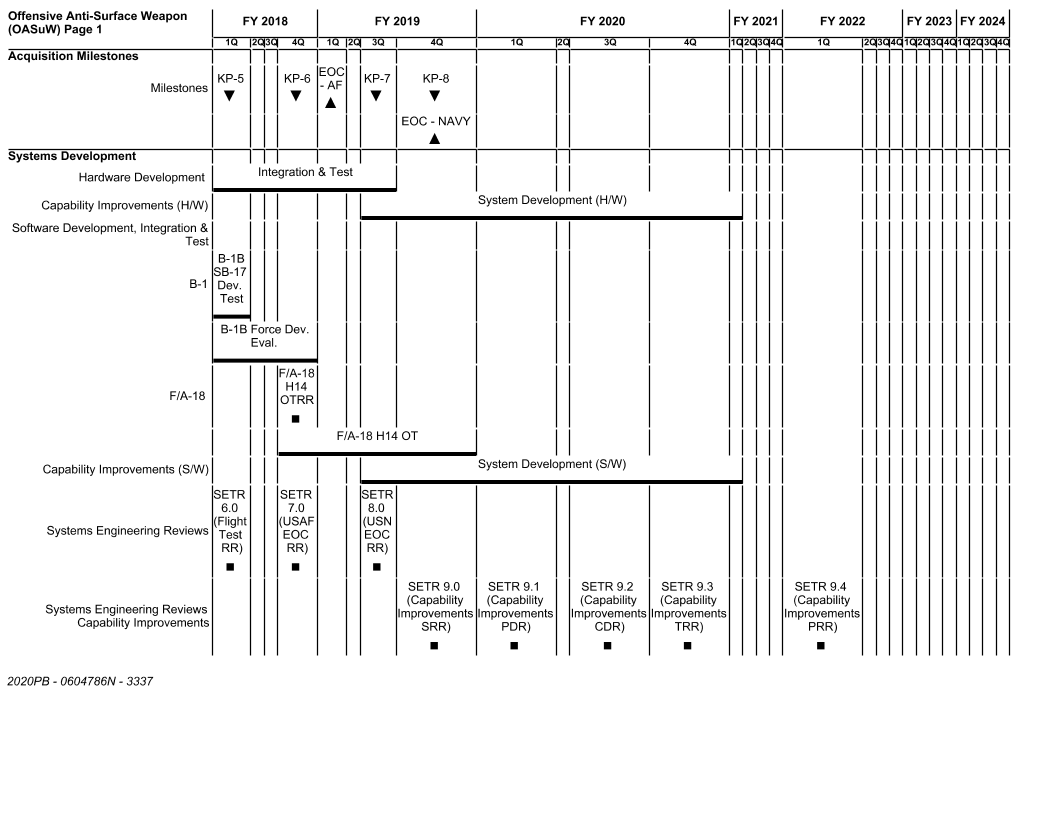 Offensive Anti-Surface Weapon
(OASuW) Page 1
FY 2018 FY 2019 FY 2020 FY 2021 FY 2022 FY 2023 FY 2024
1Q 2Q 3Q 4Q 1Q 2Q 3Q 4Q 1Q 2Q 3Q 4Q 1Q 2Q 3Q 4Q 1Q 2Q 3Q 4Q 1Q 2Q 3Q 4Q 1Q 2Q 3Q 4Q
Acquisition Milestones
Milestones
KP-5
KP-6
EOC
- AF
KP-7
KP-8
EOC - NAVY
Systems Development
Hardware Development
Integration & Test
Capability Improvements (H/W)
System Development (H/W)
Software Development, Integration &
Test
B-1
B-1B
SB-17
Dev.
Test
B-1B Force Dev.
Eval.
F/A-18
F/A-18
H14
OTRR
F/A-18 H14 OT
Capability Improvements (S/W)
System Development (S/W)
Systems Engineering Reviews
SETR
6.0
(Flight
Test
RR)
SETR
7.0
(USAF
EOC
RR)
SETR
8.0
(USN
EOC
RR)
Systems Engineering Reviews
Capability Improvements
SETR 9.0
(Capability
Improvements
SRR)
SETR 9.1
(Capability
Improvements
PDR)
SETR 9.2
(Capability
Improvements
CDR)
SETR 9.3
(Capability
Improvements
TRR)
SETR 9.4
(Capability
Improvements
PRR)
2020PB - 0604786N - 3337